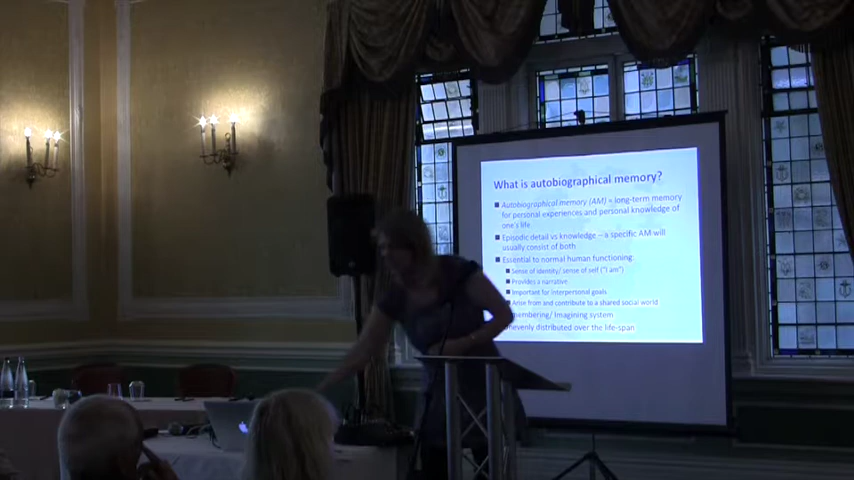 What is autobiographical memory?
Autobiographical memory (AM) = long-term memory
for personal experiences and personal knowledge of
one's life
Episodic detail vs knowledge – a specific AM will
usually consist of both
Essential to normal human functioning
Sense of identity/ sense of self ("I am")
Provides a narrative
Important for interpersonal goals
Arise from and contribute to a shared social world
membering/ Imagining system
nevenly distributed over the life-span